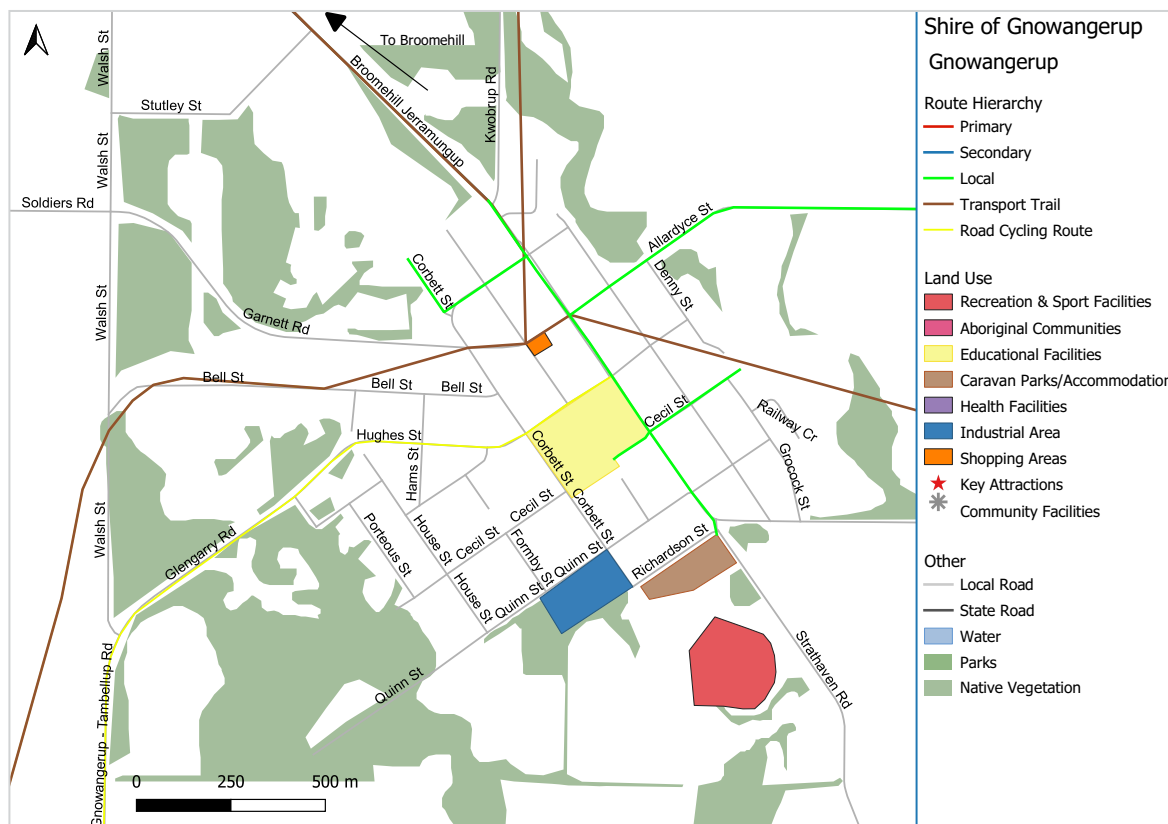 To Broomehill
Walsh St
Broomehill Jerramungup
Kwobrup Rd
Stutley St
Walsh St
Soldiers Rd
Allardyce St
Corbett St
Denny St
Walsh St
Garnett Rd
Bell St
Bell St
Bell St
Cecil St
Railway Cr
Hughes St
Corbett St
Grocock St
Hams St
Cecil St
Corbett St
Walsh St
Porteous St
House St
Cecil St
Formby St
Quinn St
Richardson St
Glengarry Rd
House St
Quinn St
Quinn St
Strathaven Rd
Gnowangerup - Tambellup Rd
0 250 500 m
Shire of Gnowangerup
Gnowangerup
Route Hierarchy
Primary
Secondary
Local
Transport Trail
Road Cycling Route
Land Use
Recreation & Sport Facilities
Aboriginal Communities
Educational Facilities
Caravan Parks/Accommodation
Health Facilities
Industrial Area
Shopping Areas
Key Attractions
Community Facilities
Other
Local Road
State Road
Water
Parks
Native Vegetation